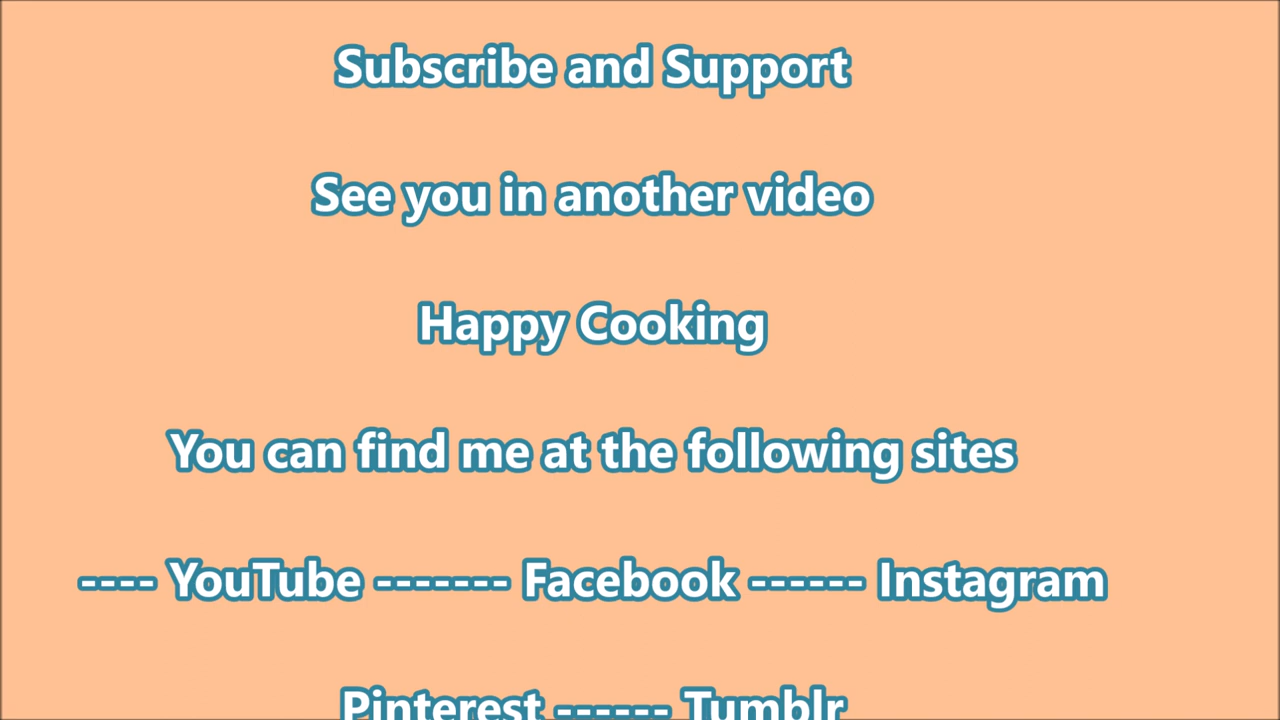 Subscribe and Support
See you in another video
Happy Cooking
You can find me at the following sites
---- YouTube ------- Facebook ------ Instagram
Pinterest ------ Tumblr